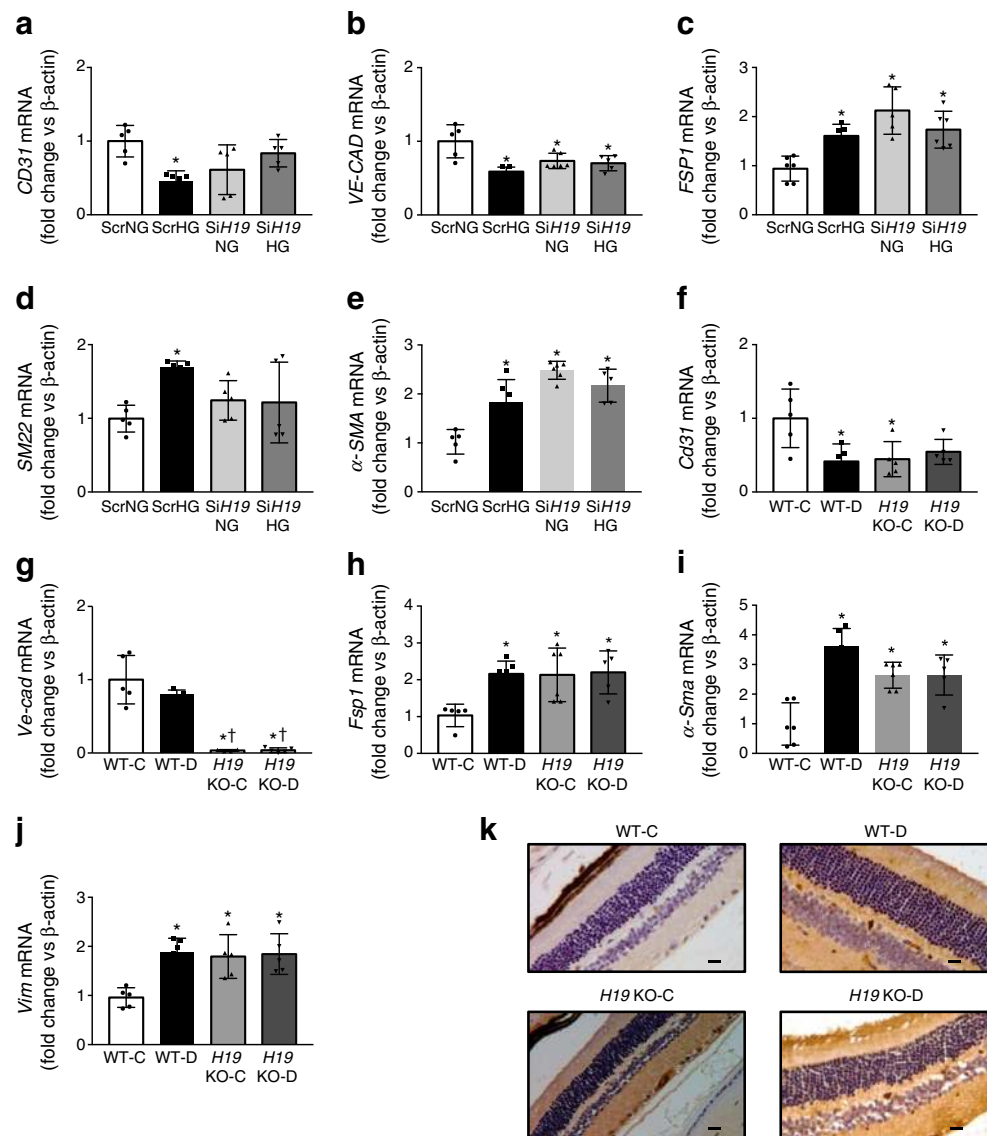 a
CD31 mRNA
(fold change vs β-actin)
2
1
0
*
ScrNG ScrHG SiH19 SiH19
NG HG
b
VE-CAD mRNA
(fold change vs β-actin)
2
1
0
* * *
ScrNG ScrHG SiH19 SiH19
NG HG
c
FSP1 mRNA
(fold change vs β-actin)
3
2
1
0
* * *
ScrNG ScrHG SiH19 SiH19
NG HG
d
SM22 mRNA
(fold change vs β-actin)
2
1
0
*
ScrNG ScrHG SiH19 SiH19
NG HG
e
α-SMA mRNA
(fold change vs β-actin)
3
2
1
0
* * *
ScrNG ScrHG SiH19 SiH19
NG HG
f
Cd31 mRNA
(fold change vs β-actin)
2
1
0
* *
WT-C WT-D H19 H19
KO-C KO-D
g
Ve-cad mRNA
(fold change vs β-actin)
2
1
0
*† *†
WT-C WT-D H19 H19
KO-C KO-D
h
Fsp1 mRNA
(fold change vs β-actin)
4
3
2
1
0
* * *
WT-C WT-D H19 H19
KO-C KO-D
i
α-Sma mRNA
(fold change vs β-actin)
5
4
3
2
1
0
* * *
WT-C WT-D H19 H19
KO-C KO-D
j
Vim mRNA
(fold change vs β-actin)
3
2
1
0
* * *
WT-C WT-D H19 H19
KO-C KO-D
k
WT-C WT-D
H19 KO-C H19 KO-D